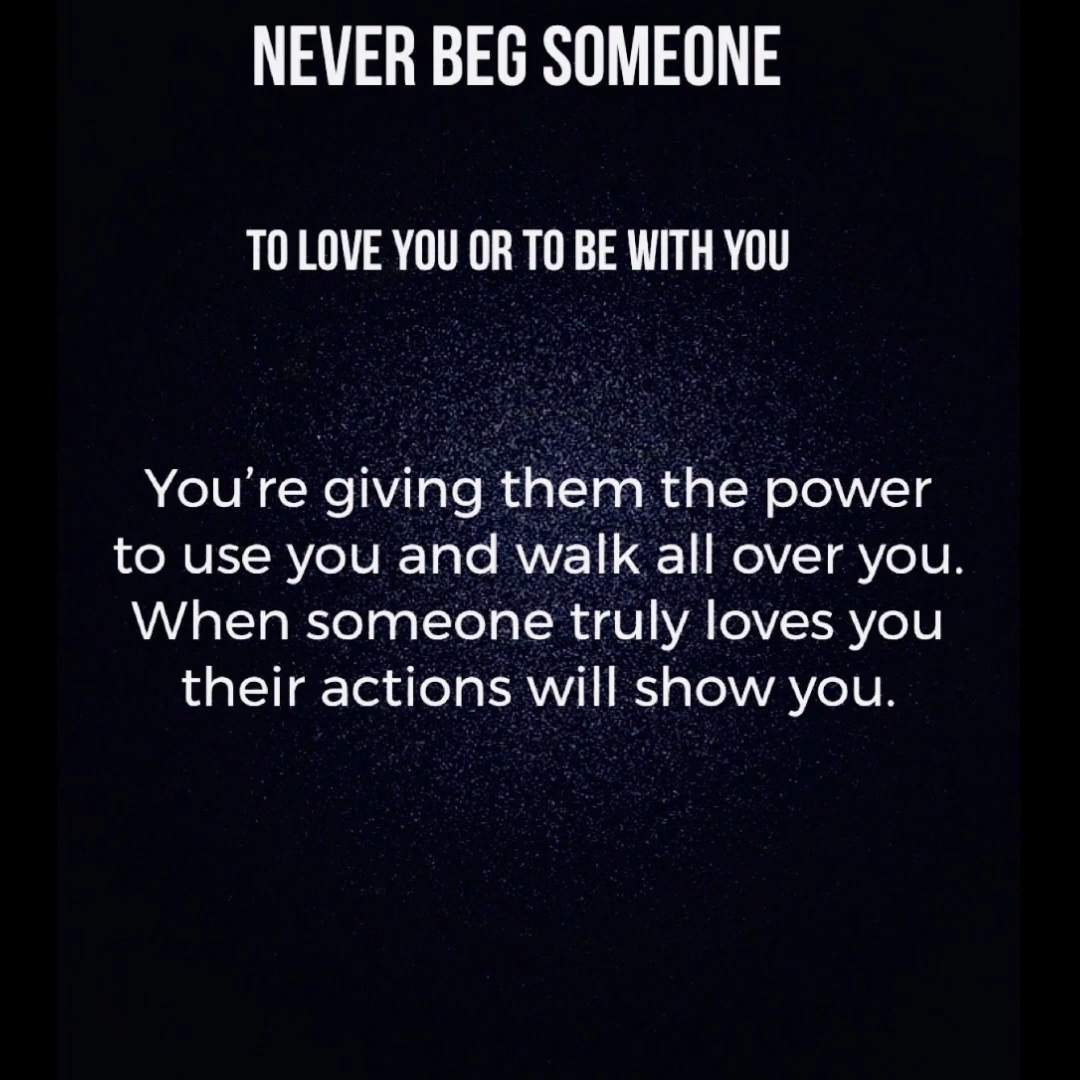 NEVER BEG SOMEONE
TO LOVE YOU OR TO BE WITH YOU
You’re giving them the power
to use you and walk all over you.
When someone truly loves you
their actions will show you.